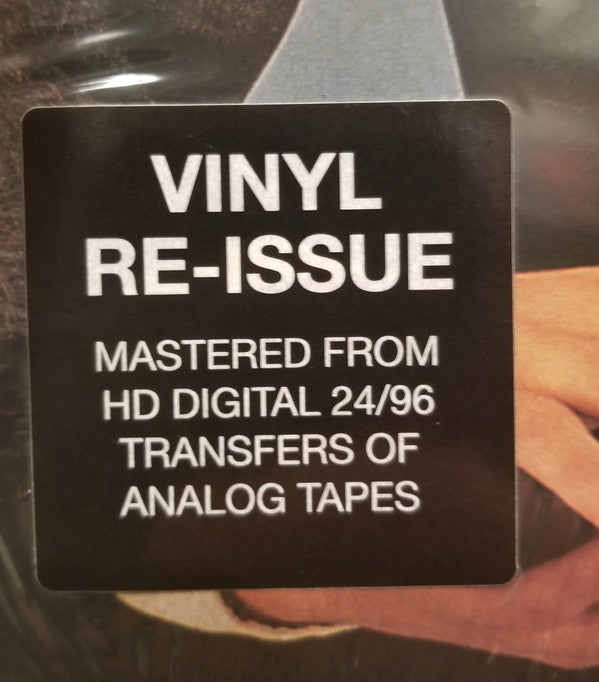 VINYL
RE-ISSUE
MASTERED FROM
HD DIGITAL 24/96
TRANSFERS OF
ANALOG TAPES